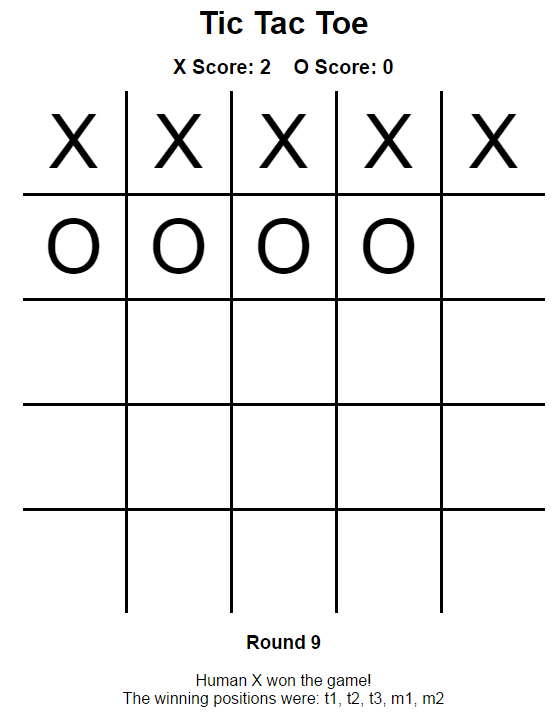 Tic Tac Toe
X Score: 2 O Score: 0
X X X X X
O O O O
Round 9
Human X won the game!
The winning positions were: t1, t2, t3, m1, m2